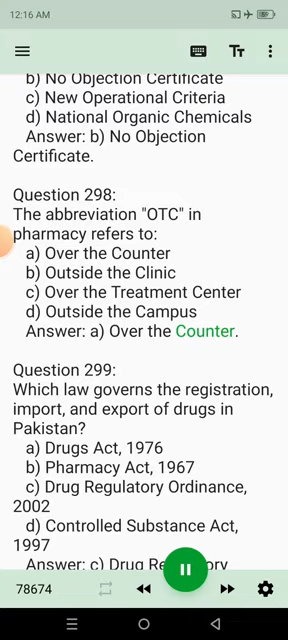 12:16 AM
b) No Objection Certificate
c) New Operational Criteria
d) National Organic Chemicals
Answer: b) No Objection
Certificate.
Question 298:
The abbreviation "OTC" in
pharmacy refers to:
a) Over the Counter
b) Outside the Clinic
c) Over the Treatment Center
d) Outside the Campus
Answer: a) Over the Counter.
Question 299:
Which law governs the registration,
import, and export of drugs in
Pakistan?
a) Drugs Act, 1976
b) Pharmacy Act, 1967
c) Drug Regulatory Ordinance,
2002
d) Controlled Substance Act,
1997
Answer: c) Drug
78674